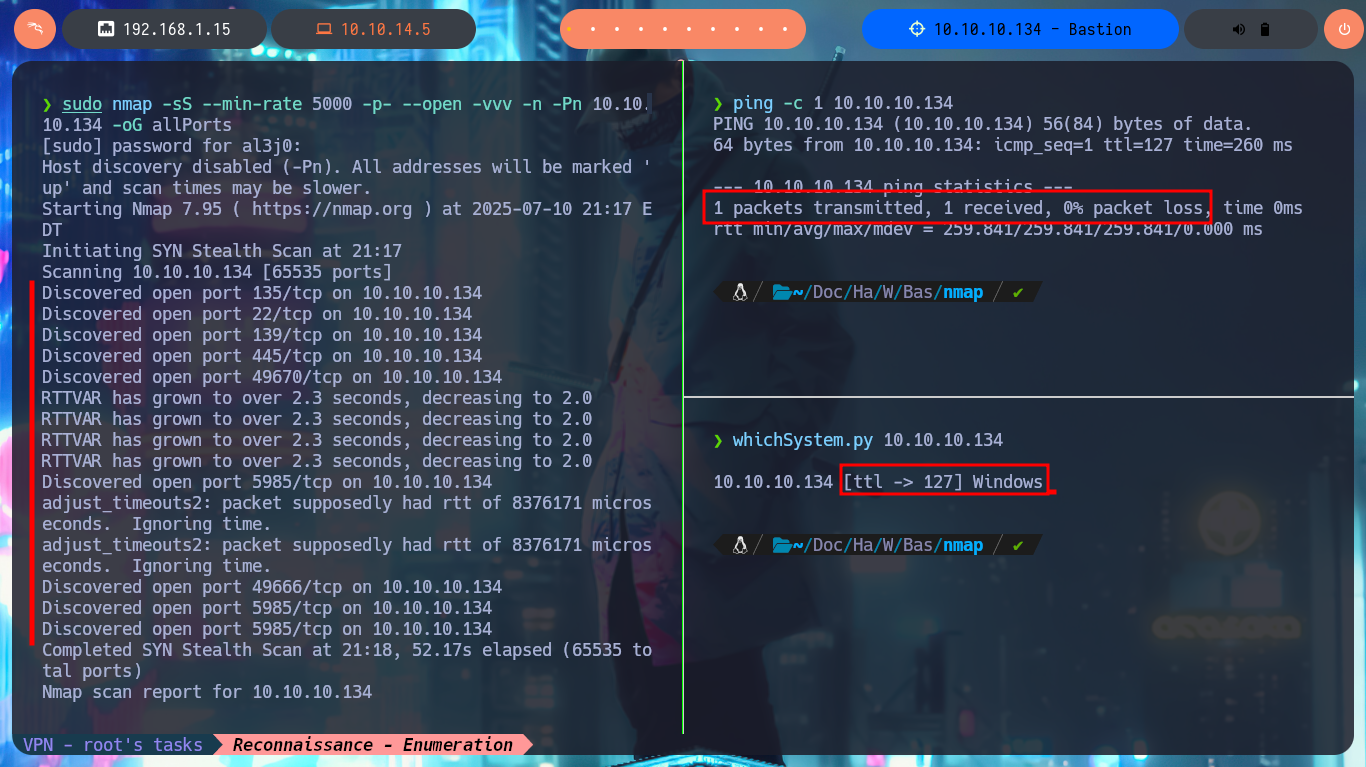 192.168.1.15
10.10.14.5
10.10.10.134 - Bastion
❯ sudo nmap -sS --min-rate 5000 -p- --open -vvv -n -Pn 10.10.
10.134 -oG allPorts
[sudo] password for al3j0:
Host discovery disabled (-Pn). All addresses will be marked '
up' and scan times may be slower.
Starting Nmap 7.95 ( https://nmap.org ) at 2025-07-10 21:17 E
DT
Initiating SYN Stealth Scan at 21:17
Scanning 10.10.10.134 [65535 ports]
Discovered open port 135/tcp on 10.10.10.134
Discovered open port 22/tcp on 10.10.10.134
Discovered open port 139/tcp on 10.10.10.134
Discovered open port 445/tcp on 10.10.10.134
Discovered open port 49670/tcp on 10.10.10.134
RTTVAR has grown to over 2.3 seconds, decreasing to 2.0
RTTVAR has grown to over 2.3 seconds, decreasing to 2.0
RTTVAR has grown to over 2.3 seconds, decreasing to 2.0
RTTVAR has grown to over 2.3 seconds, decreasing to 2.0
Discovered open port 5985/tcp on 10.10.10.134
adjust_timeouts2: packet supposedly had rtt of 8376171 micros
econds.  Ignoring time.
adjust_timeouts2: packet supposedly had rtt of 8376171 micros
econds.  Ignoring time.
Discovered open port 49666/tcp on 10.10.10.134
Discovered open port 5985/tcp on 10.10.10.134
Discovered open port 5985/tcp on 10.10.10.134
Completed SYN Stealth Scan at 21:18, 52.17s elapsed (65535 to
tal ports)
Nmap scan report for 10.10.10.134
❯ ping -c 1 10.10.10.134
PING 10.10.10.134 (10.10.10.134) 56(84) bytes of data.
64 bytes from 10.10.10.134: icmp_seq=1 ttl=127 time=260 ms
--- 10.10.10.134 ping statistics ---
1 packets transmitted, 1 received, 0% packet loss, time 0ms
rtt min/avg/max/mdev = 259.841/259.841/259.841/0.000 ms
~/Doc/Ha/W/Bas/nmap / ✔
❯ whichSystem.py 10.10.10.134
10.10.10.134 [ttl -> 127] Windows
~/Doc/Ha/W/Bas/nmap / ✔
VPN - root's tasks
Reconnaissance - Enumeration